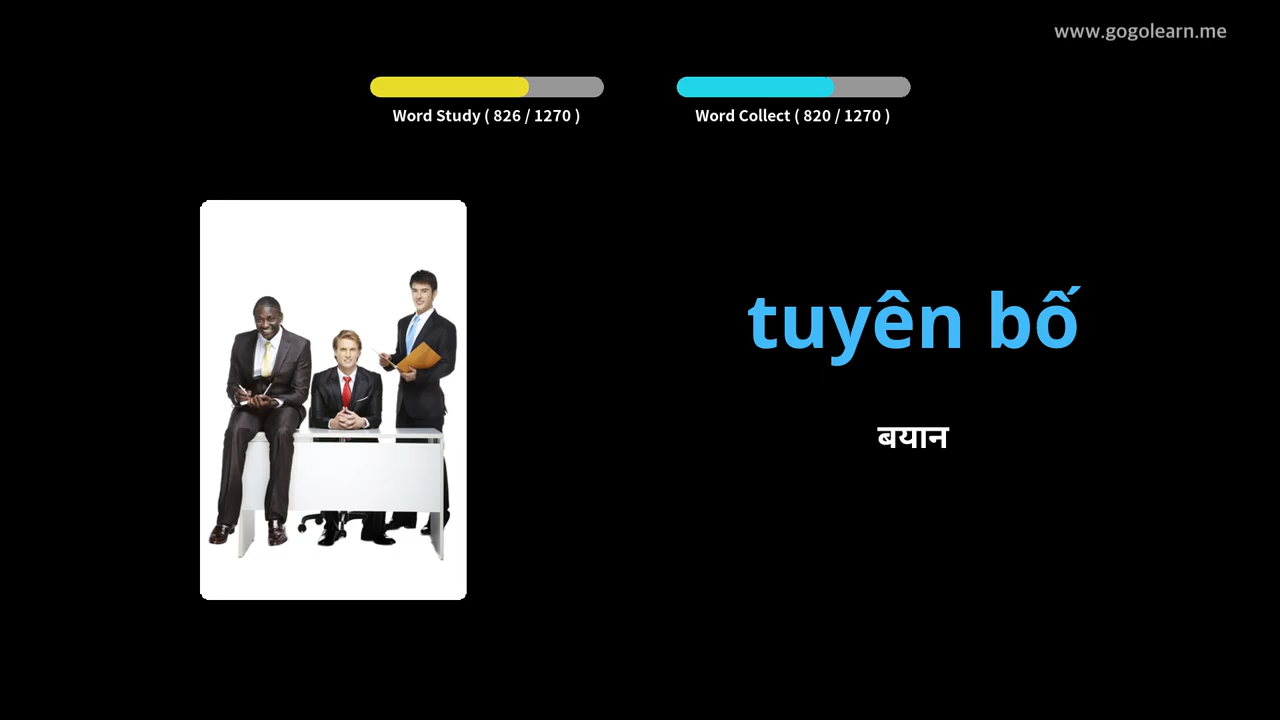 www.gogolearn.me
Word Study ( 826 / 1270 )
Word Collect ( 820 / 1270 )
tuyên bố
बयान